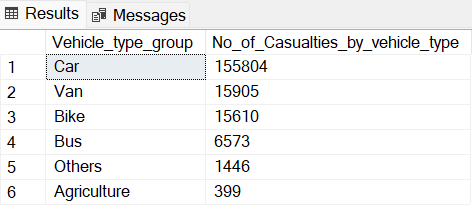 Results Messages
Vehicle_type_group No_of_Casualties_by_vehicle_type
1 Car 155804
2 Van 15905
3 Bike 15610
4 Bus 6573
5 Others 1446
6 Agriculture 399